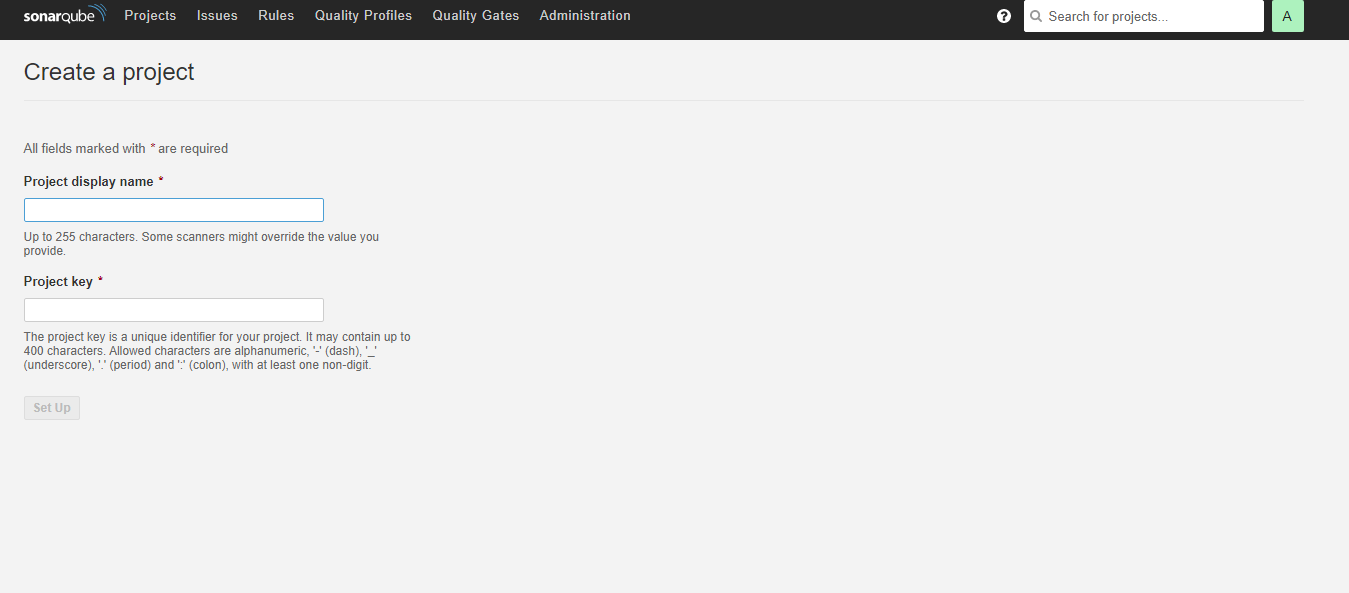 sonarqube Projects Issues Rules Quality Profiles Quality Gates Administration ? Search for projects... A
Create a project
All fields marked with * are required
Project display name *
Up to 255 characters. Some scanners might override the value you
provide.
Project key *
The project key is a unique identifier for your project. It may contain up to
400 characters. Allowed characters are alphanumeric, '-' (dash), '_'
(underscore), '.' (period) and ':' (colon), with at least one non-digit.
Set Up